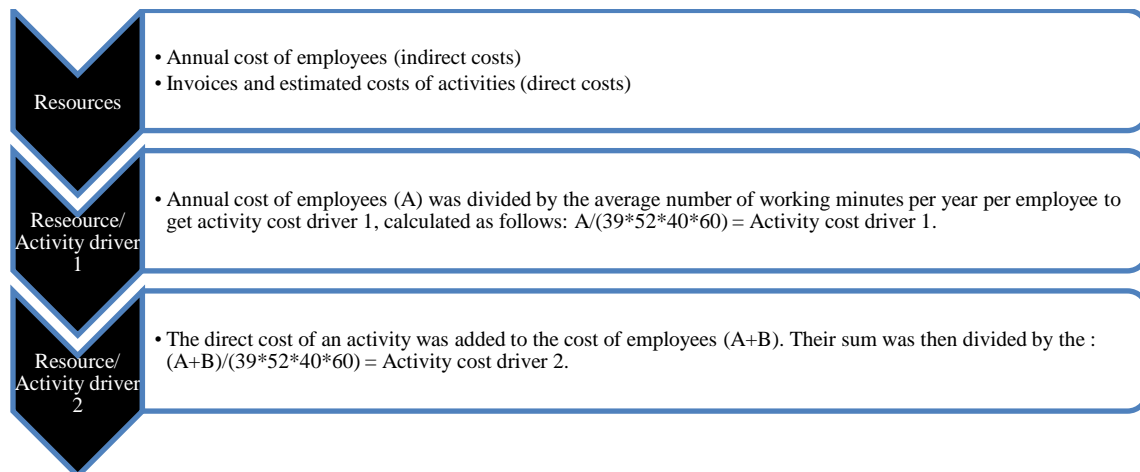 Resources
• Annual cost of employees (indirect costs)
• Invoices and estimated costs of activities (direct costs)
Reseource/
Activity driver
1
• Annual cost of employees (A) was divided by the average number of working minutes per year per employee to
get activity cost driver 1, calculated as follows: A/(39*52*40*60) = Activity cost driver 1.
Resource/
Activity driver
2
• The direct cost of an activity was added to the cost of employees (A+B). Their sum was then divided by the :
(A+B)/(39*52*40*60) = Activity cost driver 2.